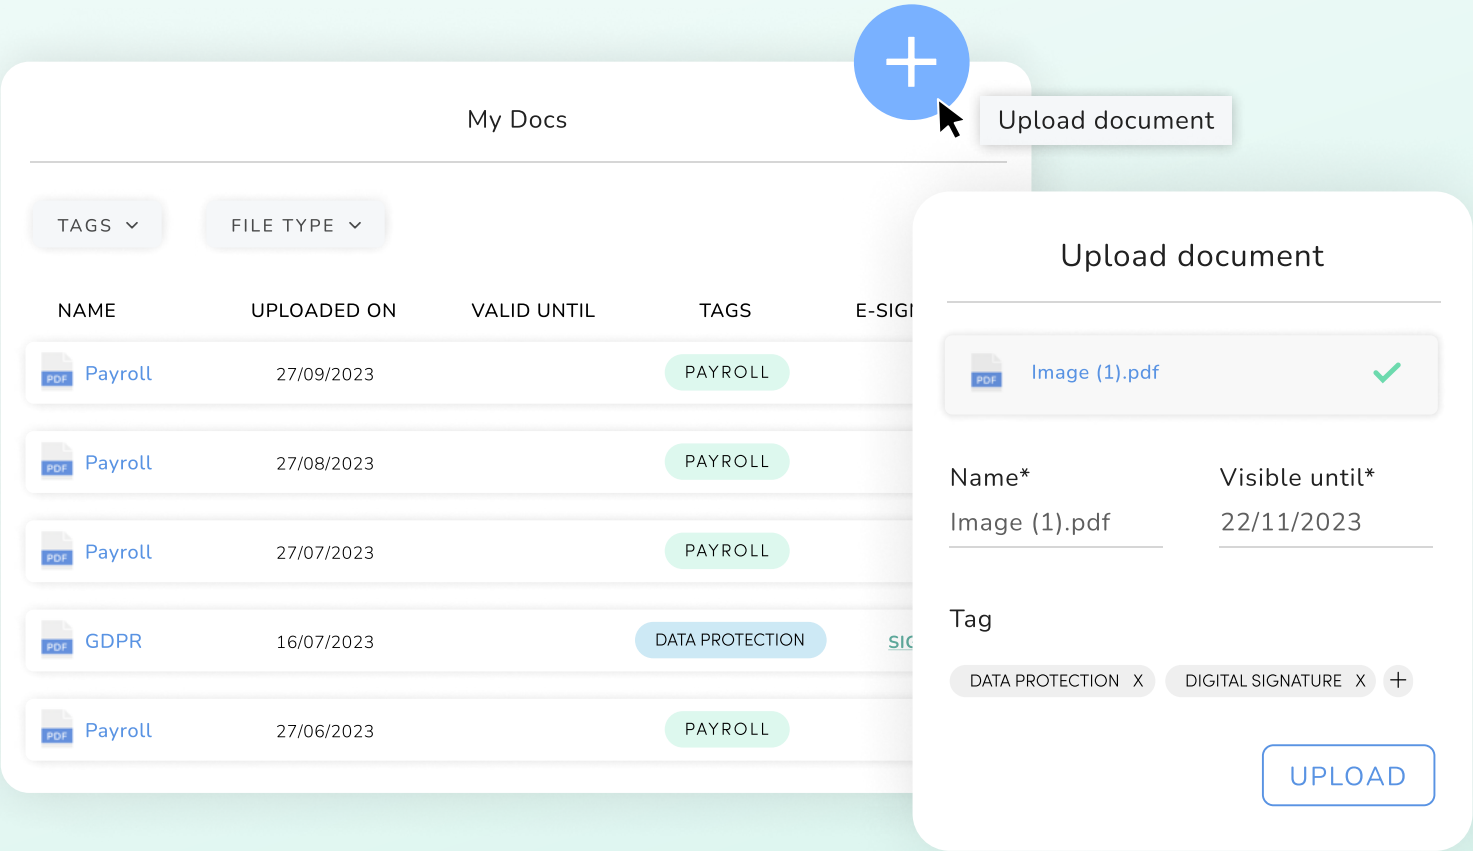 My Docs
Upload document
TAGS
FILE TYPE
NAME UPLOADED ON VALID UNTIL TAGS
PDF Payroll 27/09/2023 PAYROLL
PDF Payroll 27/08/2023 PAYROLL
PDF Payroll 27/07/2023 PAYROLL
PDF GDPR 16/07/2023 DATA PROTECTION
PDF Payroll 27/06/2023 PAYROLL
Upload document
PDF Image (1).pdf
Name* Visible until*
Image (1).pdf 22/11/2023
Tag
DATA PROTECTION X DIGITAL SIGNATURE X +
UPLOAD